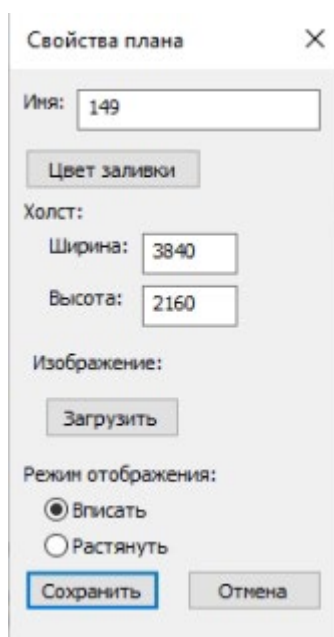 Свойства плана
Имя: 149
Цвет заливки
Холст:
Ширина: 3840
Высота: 2160
Изображение:
Загрузить
Режим отображения:
Вписать
Растянуть
Сохранить Отмена